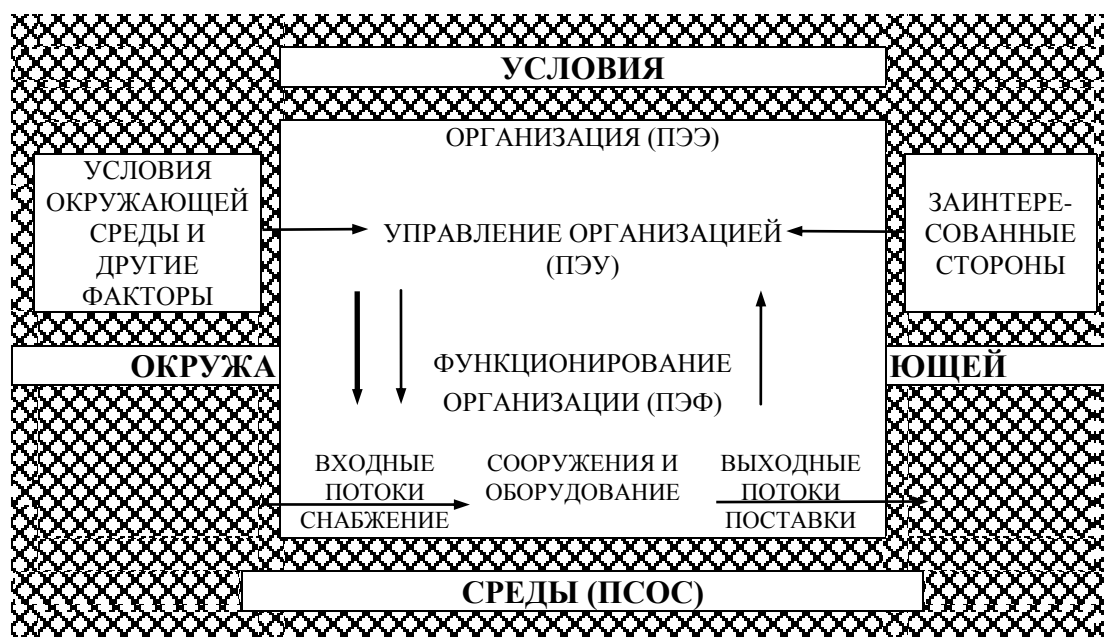 УСЛОВИЯ
ОРГАНИЗАЦИЯ (ПЭЭ)
УСЛОВИЯ
ОКРУЖАЮЩЕЙ
СРЕДЫ И
ДРУГИЕ
ФАКТОРЫ
УПРАВЛЕНИЕ ОРГАНИЗАЦИЕЙ
(ПЭУ)
ЗАИНТЕРЕ-
СОВАННЫЕ
СТОРОНЫ
ОКРУЖА
ЮЩЕЙ
ФУНКЦИОНИРОВАНИЕ
ОРГАНИЗАЦИИ (ПЭФ)
ВХОДНЫЕ
ПОТОКИ
СНАБЖЕНИЕ
СООРУЖЕНИЯ И
ОБОРУДОВАНИЕ
ВЫХОДНЫЕ
ПОТОКИ
ПОСТАВКИ
СРЕДЫ (ПСОС)